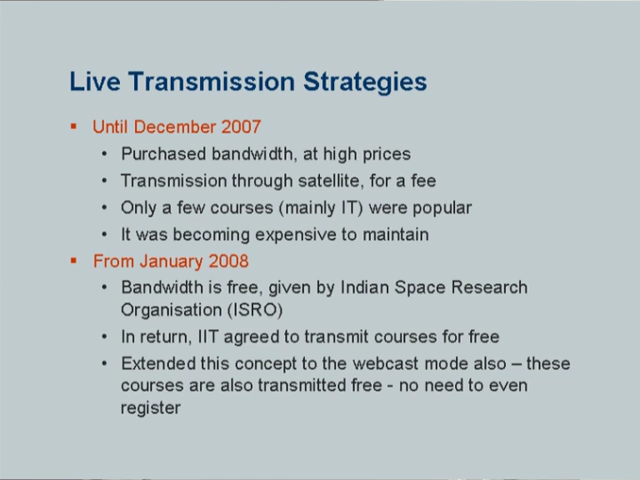 Live Transmission Strategies
▪ Until December 2007
• Purchased bandwidth, at high prices
• Transmission through satellite, for a fee
• Only a few courses (mainly IT) were popular
• It was becoming expensive to maintain
▪ From January 2008
• Bandwidth is free, given by Indian Space Research
Organisation (ISRO)
• In return, IIT agreed to transmit courses for free
• Extended this concept to the webcast mode also – these
courses are also transmitted free - no need to even
register